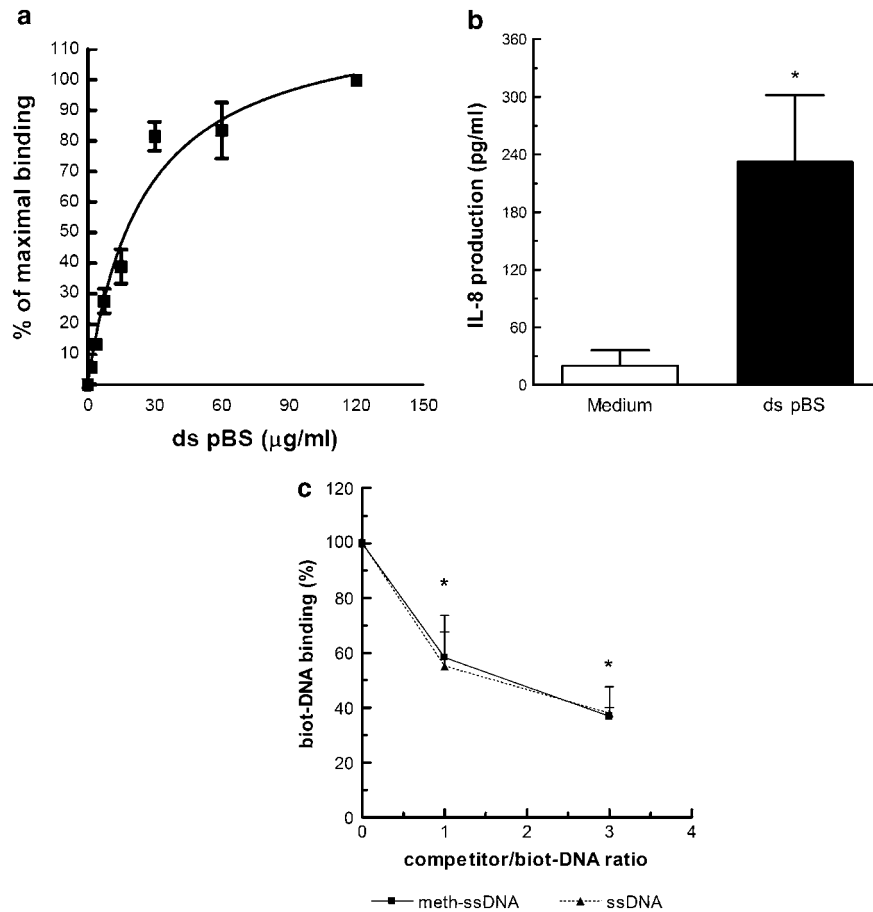 a
110
100
90
80
70
60
50
40
30
20
10
0 30 60 90 120 150
% of maximal binding
ds pBS (μg/ml)
b
360
300
240
180
120
60
0
IL-8 production (pg/ml)
*
Medium ds pBS
c
120
100
80
60
40
20
0
biot-DNA binding (%)
*
*
0 1 2 3 4
competitor/biot-DNA ratio
meth-ssDNA ssDNA